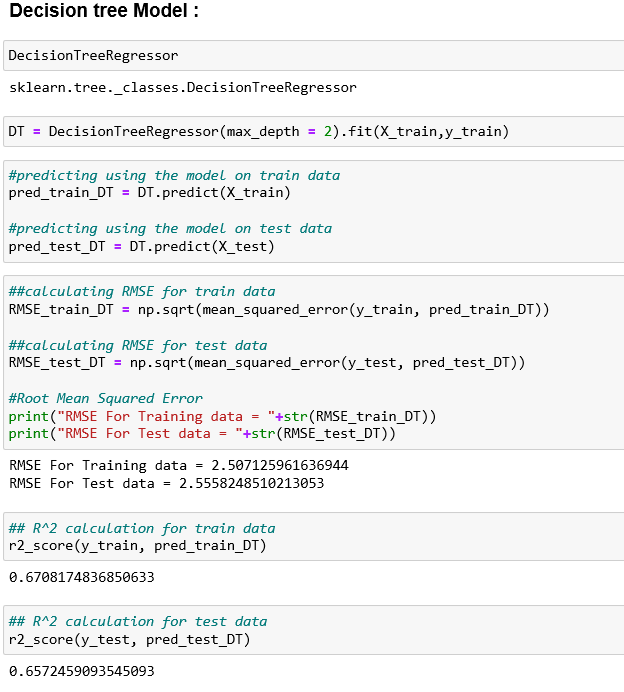 Decision tree Model :
DecisionTreeRegressor
sklearn.tree._classes.DecisionTreeRegressor
DT = DecisionTreeRegressor(max_depth = 2).fit(X_train,y_train)
#predicting using the model on train data
pred_train_DT = DT.predict(X_train)
#predicting using the model on test data
pred_test_DT = DT.predict(X_test)
##calculating RMSE for train data
RMSE_train_DT = np.sqrt(mean_squared_error(y_train, pred_train_DT))
##calculating RMSE for test data
RMSE_test_DT = np.sqrt(mean_squared_error(y_test, pred_test_DT))
#Root Mean Squared Error
print("RMSE For Training data = "+str(RMSE_train_DT))
print("RMSE For Test data = "+str(RMSE_test_DT))
RMSE For Training data = 2.507125961636944
RMSE For Test data = 2.5558248510213053
## R^2 calculation for train data
r2_score(y_train, pred_train_DT)
0.6708174836850633
## R^2 calculation for test data
r2_score(y_test, pred_test_DT)
0.6572459093545093